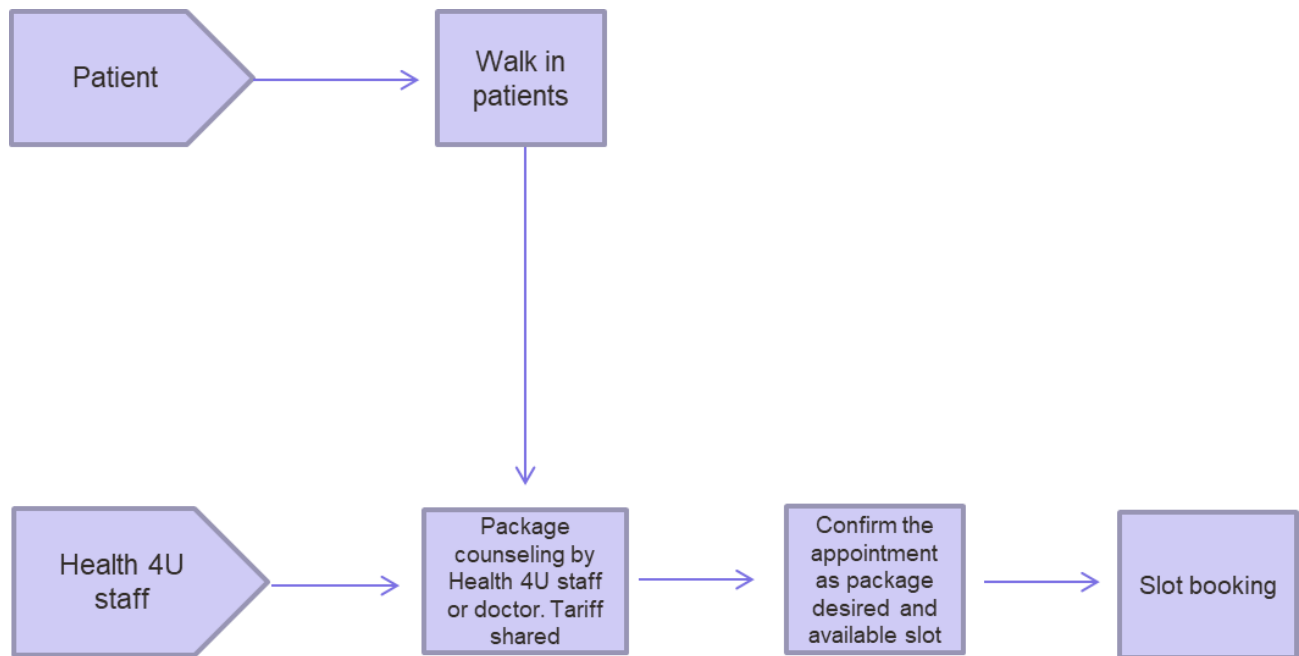 Patient
Walk in
patients
Health 4U
staff
Package
counseling by
Health 4U staff
or doctor. Tariff
shared
Confirm the
appointment
as package
desired and
available slot
Slot booking